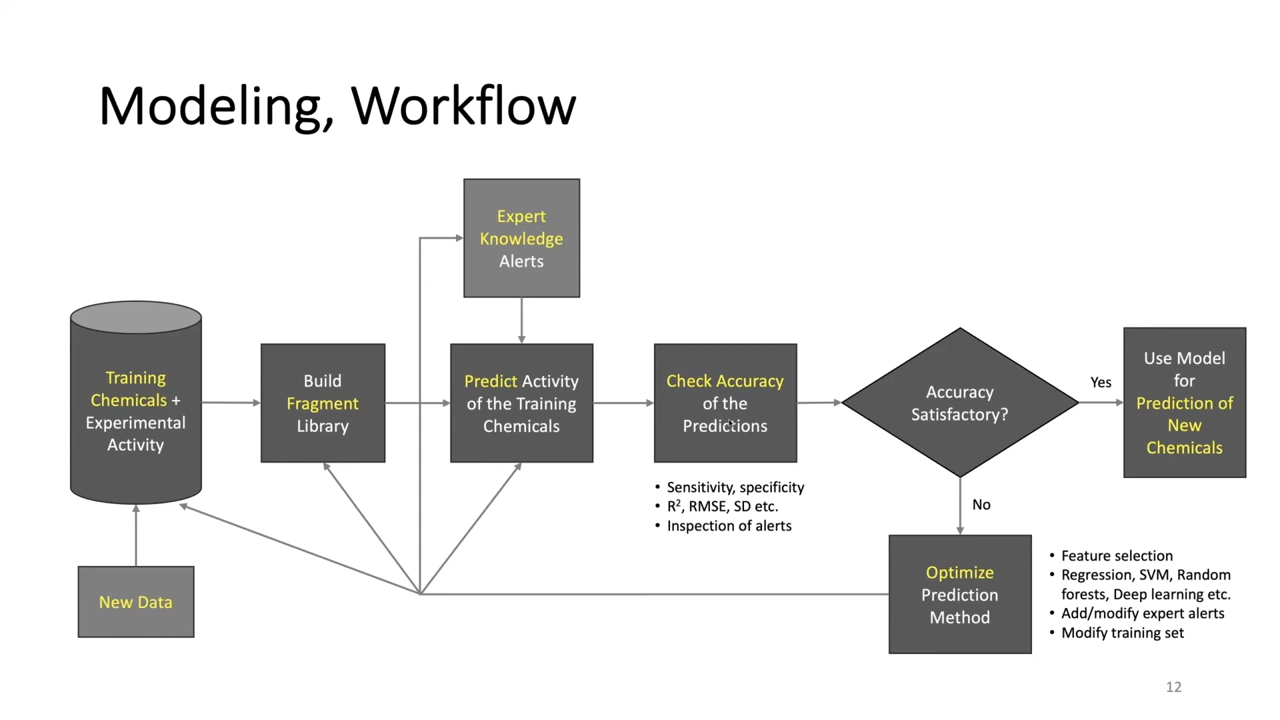 Modeling, Workflow
Expert
Knowledge
Alerts
Training
Chemicals +
Experimental
Activity
Build
Fragment
Library
Predict Activity
of the Training
Chemicals
Check Accuracy
of the
Predictions
Accuracy
Satisfactory?
Yes
Use Model
for
Prediction of
New
Chemicals
• Sensitivity, specificity
• R², RMSE, SD etc.
• Inspection of alerts
No
New Data
Optimize
Prediction
Method
• Feature selection
• Regression, SVM, Random
forests, Deep learning etc.
• Add/modify expert alerts
• Modify training set
12